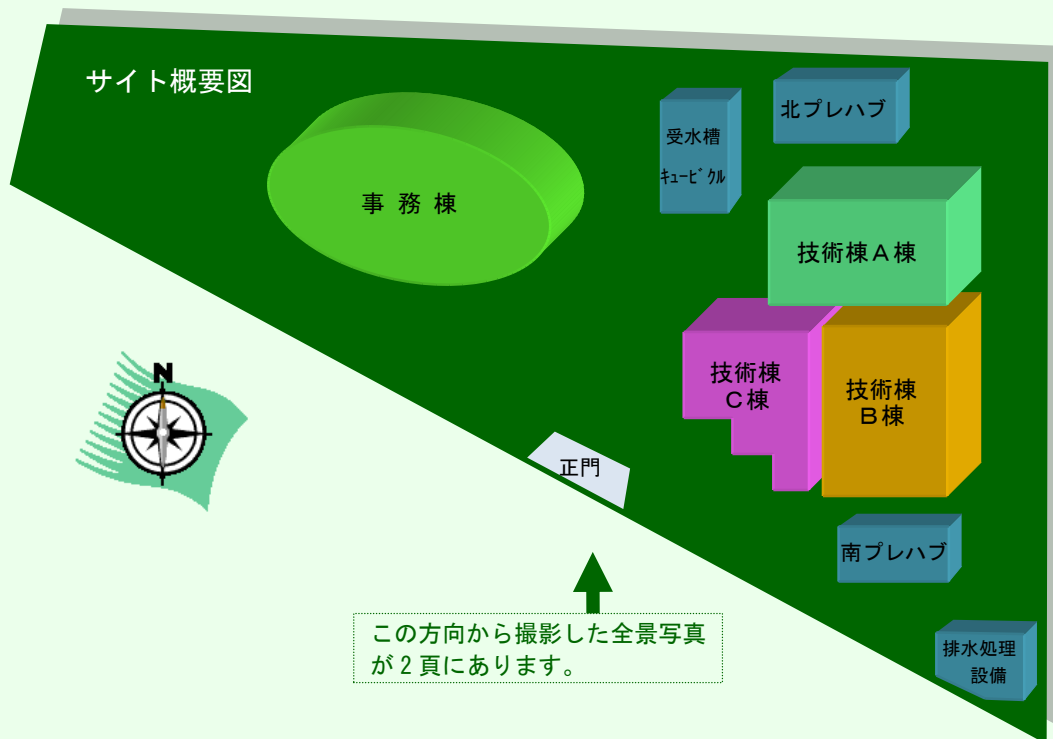 サイト概要図
北プレハブ
受水槽
ｷｭｰﾋﾞｸﾙ
事 務 棟
技術棟Ａ棟
技術棟
Ｃ棟
技術棟
Ｂ棟
N
正門
南プレハブ
この方向から撮影した全景写真
が２頁にあります。
排水処理
設備